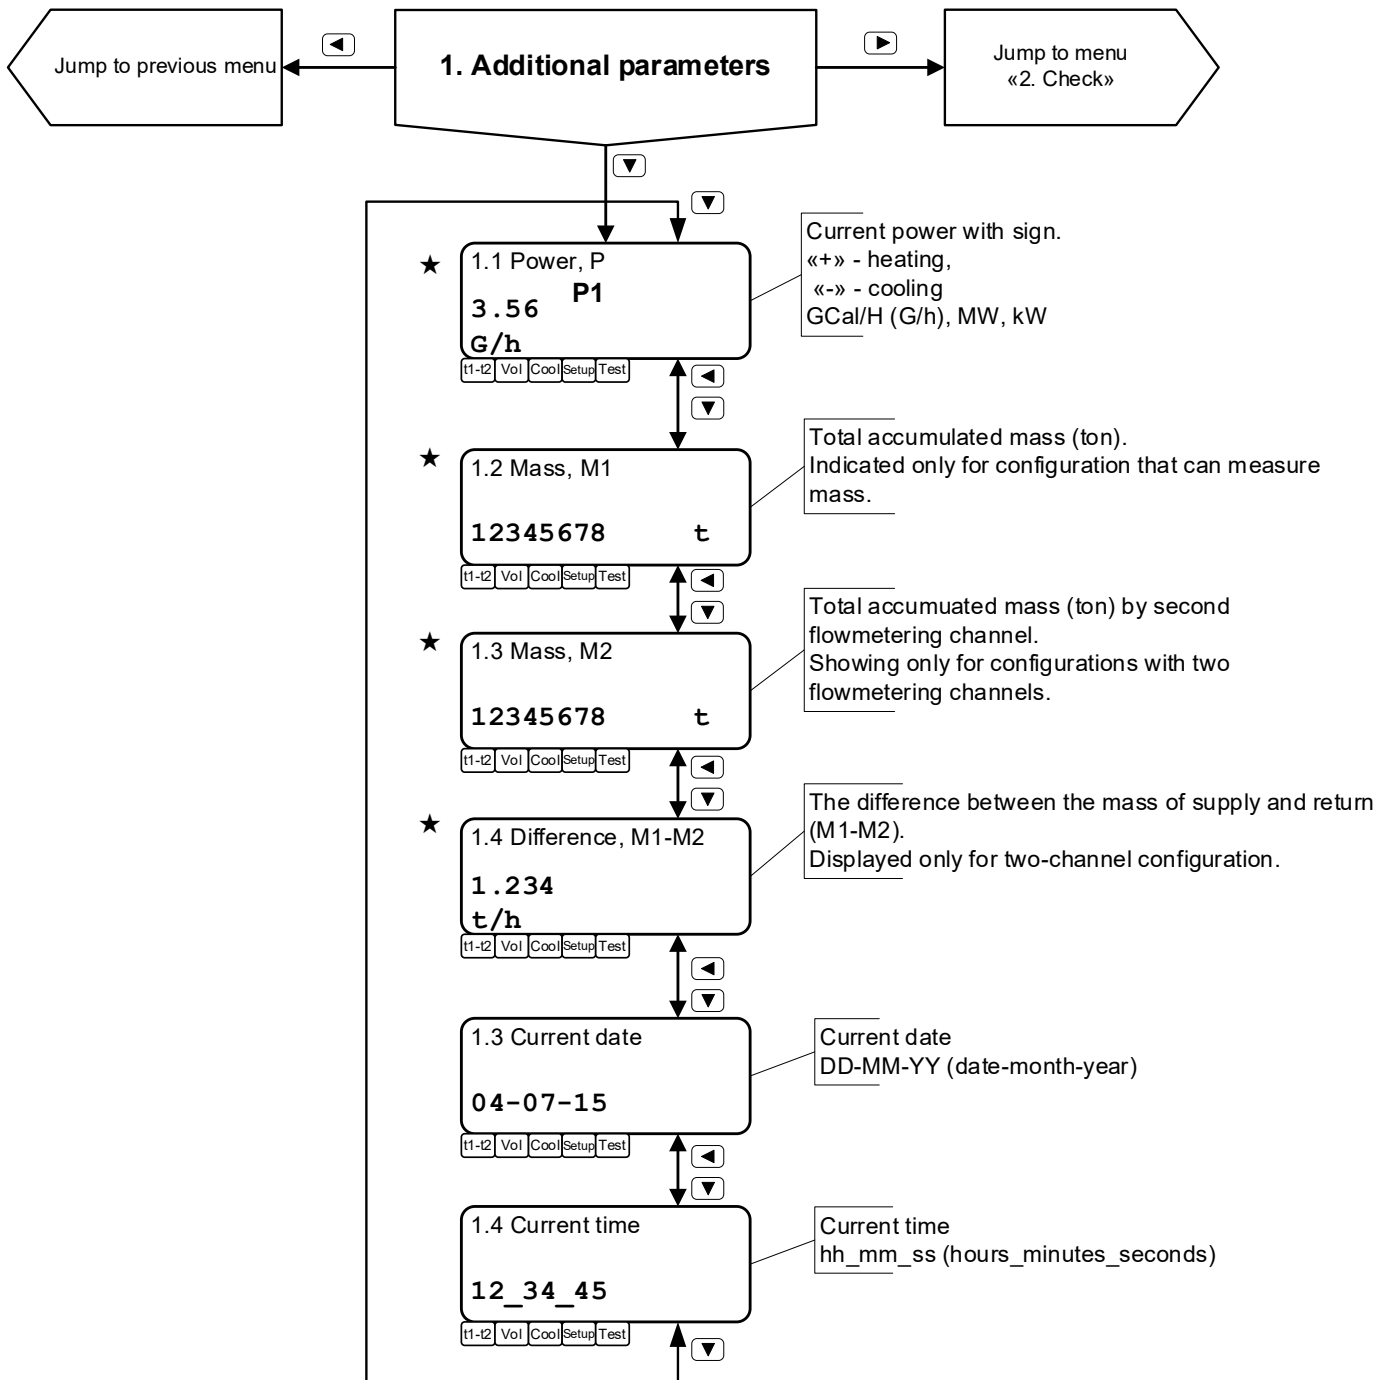 Jump to previous menu
1. Additional parameters
Jump to menu
«2. Check»
1.1 Power, P
P1
3.56
G/h
t1-t2 Vol Cool Setup Test
Current power with sign.
«+» - heating,
«-» - cooling
GCal/H (G/h), MW, kW
1.2 Mass, M1
12345678 t
t1-t2 Vol Cool Setup Test
Total accumulated mass (ton).
Indicated only for configuration that can measure
mass.
1.3 Mass, M2
12345678 t
t1-t2 Vol Cool Setup Test
Total accumuated mass (ton) by second
flowmetering channel.
Showing only for configurations with two
flowmetering channels.
1.4 Difference, M1-M2
1.234
t/h
t1-t2 Vol Cool Setup Test
The difference between the mass of supply and return
(M1-M2).
Displayed only for two-channel configuration.
1.3 Current date
04-07-15
t1-t2 Vol Cool Setup Test
Current date
DD-MM-YY (date-month-year)
1.4 Current time
12_34_45
t1-t2 Vol Cool Setup Test
Current time
hh_mm_ss (hours_minutes_seconds)